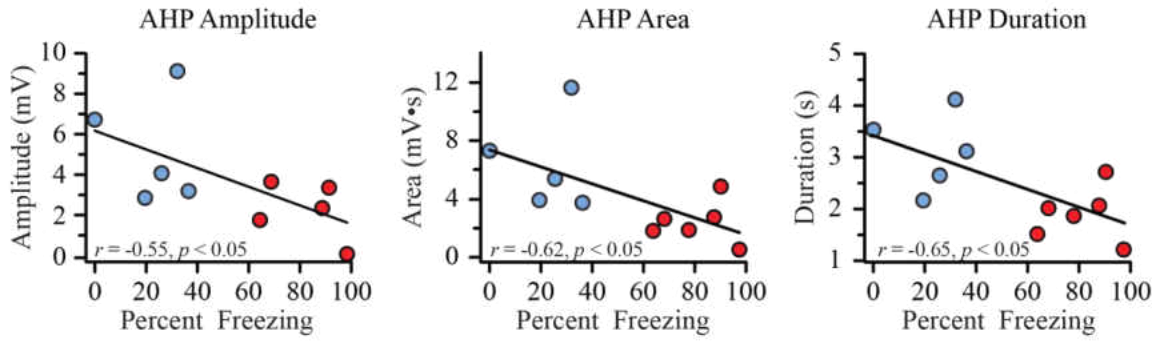 AHP Amplitude
Amplitude (mV)
10
8
6
4
2
0
r = -0.55, p < 0.05
0 20 40 60 80 100
Percent Freezing
AHP Area
Area (mV•s)
12
8
4
0
r = -0.62, p < 0.05
0 20 40 60 80 100
Percent Freezing
AHP Duration
Duration (s)
5
4
3
2
1
r = -0.65, p < 0.05
0 20 40 60 80 100
Percent Freezing